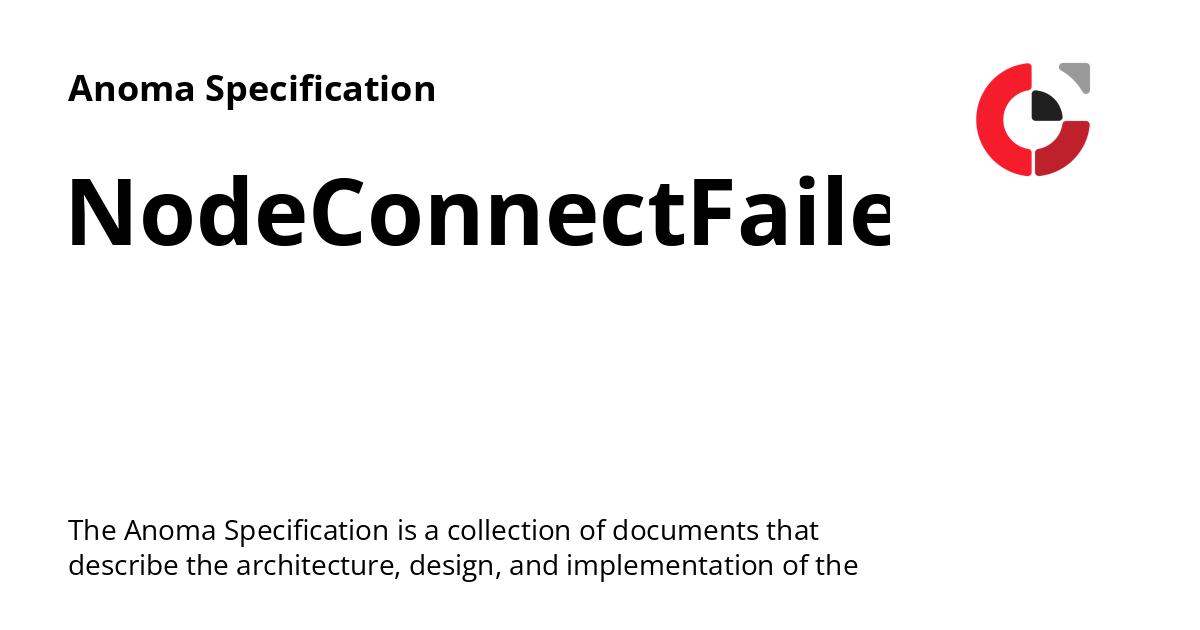 Anoma Specification
NodeConnectFaile
The Anoma Specification is a collection of documents that
describe the architecture, design, and implementation of the